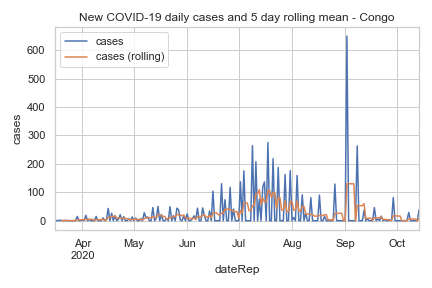 New COVID-19 daily cases and 5 day rolling mean - Congo
cases
cases (rolling)
600
500
400
300
200
100
0
cases
Apr
2020
May
Jun
Jul
Aug
Sep
Oct
dateRep